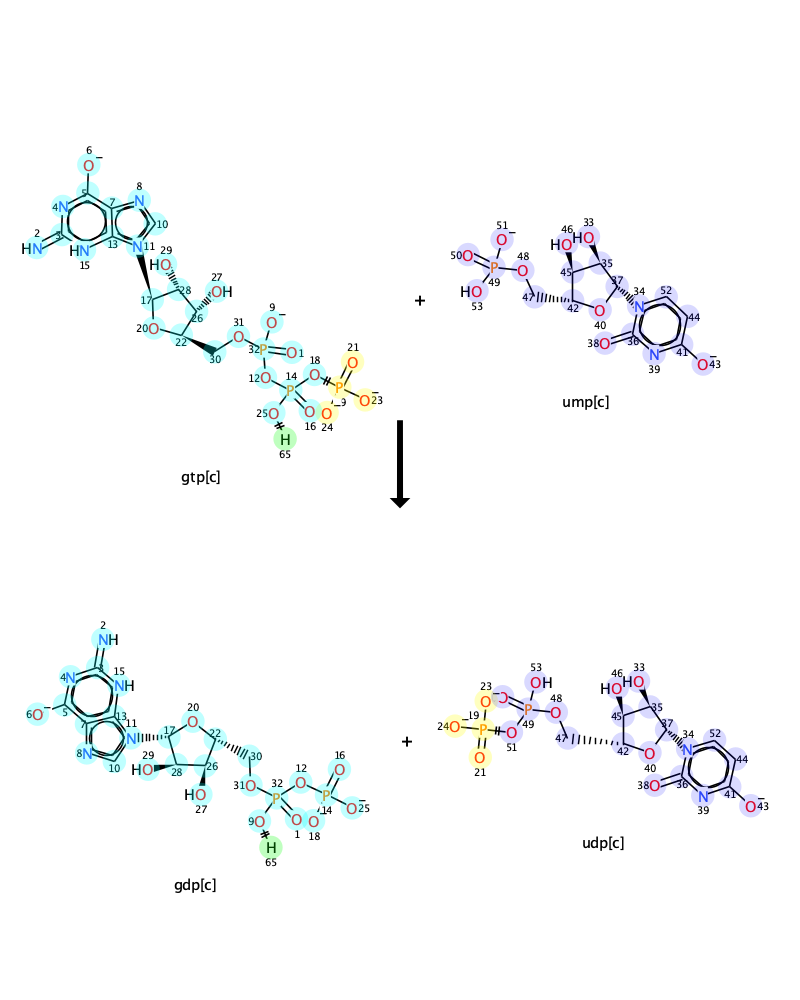 6
O−
5
4 N
7
8
N
3
2
HN
HN
15
13
N
11
10
29
HO
28
27
OH
17
26
20 O
22
30
31
O
9
O−
32 P
O 1
12 O
14
P
18
O
21
O
P
O−
23
O−
24
25 O
O
16
H
65
gtp[c]
+
51
O−
50 O
P
49
48
O
HO
53
47
46
HO
33
HO
45
35
37
42
O
40
34
N
52
44
38 O
36
N
39
41
O−
43
ump[c]
2
NH
3
4 N
15
NH
6 O−
5
7
13
11
N
8 N
10
17
20
O
22
29
HO
28
26
HO
27
30
31 O
32
P
12
O
16
O
P
14
O−
25
9 O
O
1
O−
18
H
65
gdp[c]
+
53
OH
23
O−
O
24 O−
19
P
P
49
48
O
O
51
O
21
47
46
HO
33
HO
45
35
37
42
O
40
34
N
52
44
38 O
36
N
39
41
O−
43
udp[c]